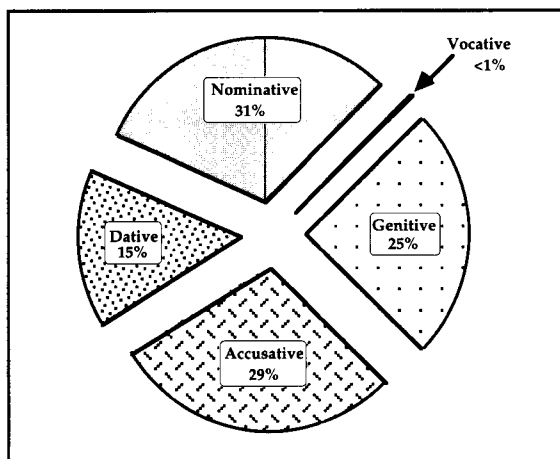 Vocative
<1%
Nominative
31%
Genitive
25%
Dative
15%
Accusative
29%